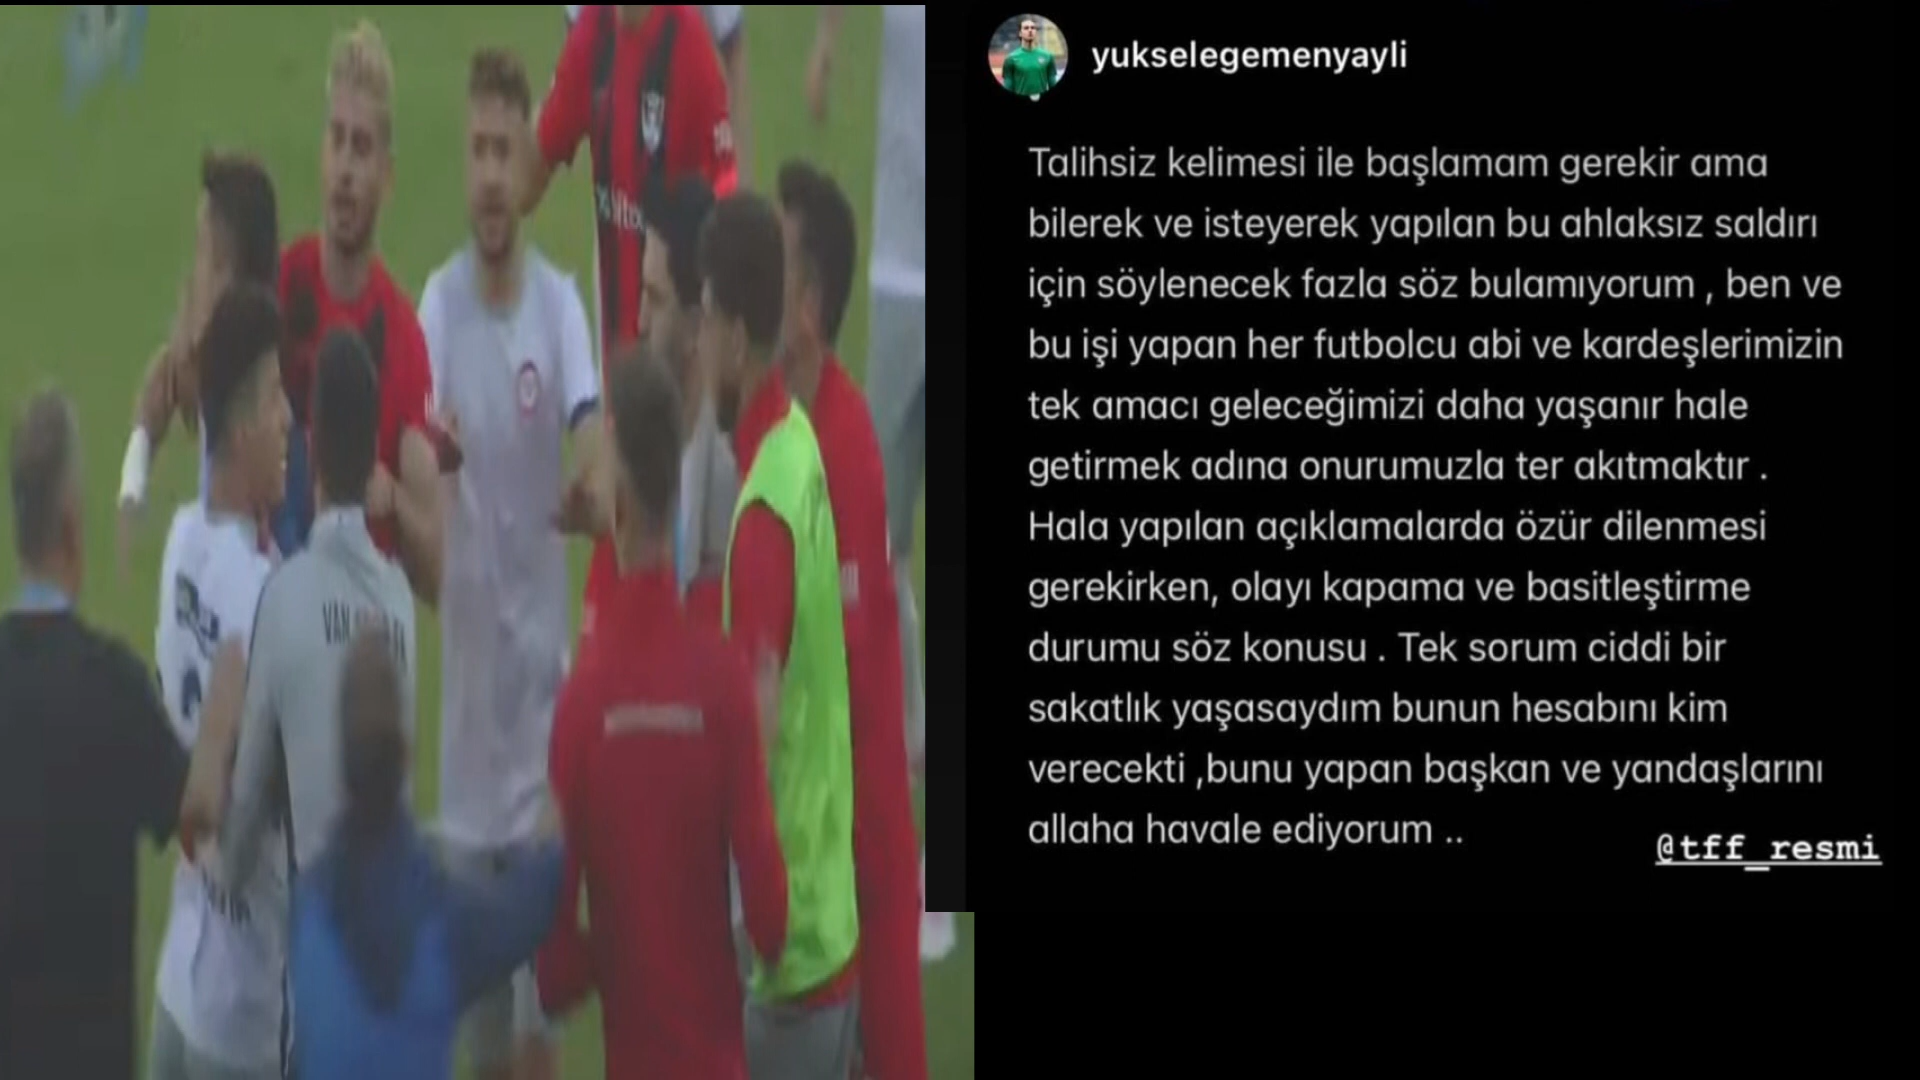 yukselegemenyayli
Talihsiz kelimesi ile başlamam gerekir ama
bilerek ve isteyerek yapılan bu ahlaksız saldırı
için söylenecek fazla söz bulamıyorum , ben ve
bu işi yapan her futbolcu abi ve kardeşlerimizin
tek amacı geleceğimizi daha yaşanır hale
getirmek adına onurumuzla ter akıtmaktır .
Hala yapılan açıklamalarda özür dilenmesi
gerekirken, olayı kapama ve basitleştirme
durumu söz konusu . Tek sorum ciddi bir
sakatlık yaşasaydım bunun hesabını kim
verecekti ,bunu yapan başkan ve yandaşlarını
allaha havale ediyorum ..
@tff_resmi
VAN